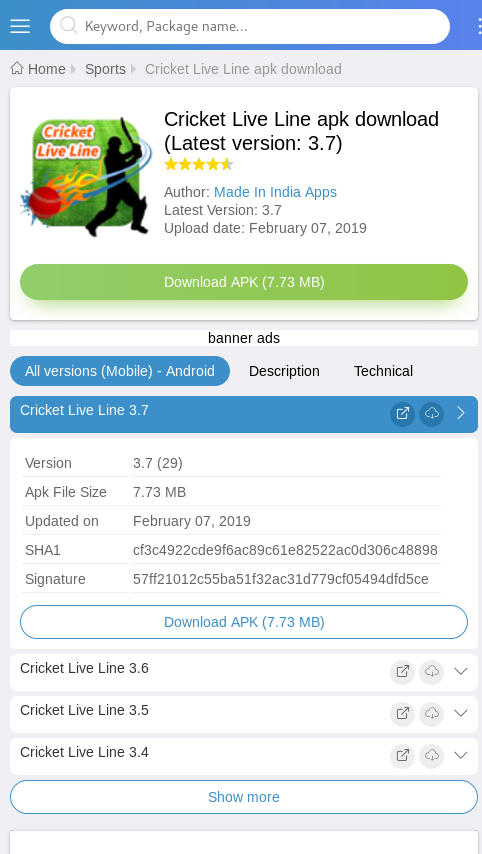 Keyword, Package name...
Home Sports Cricket Live Line apk download
Cricket
Live Line
Cricket Live Line apk download
(Latest version: 3.7)
Author: Made In India Apps
Latest Version: 3.7
Upload date: February 07, 2019
Download APK (7.73 MB)
banner ads
All versions (Mobile) - Android Description Technical
Cricket Live Line 3.7
Version 3.7 (29)
Apk File Size 7.73 MB
Updated on February 07, 2019
SHA1 cf3c4922cde9f6ac89c61e82522ac0d306c48898
Signature 57ff21012c55ba51f32ac31d779cf05494dfd5ce
Download APK (7.73 MB)
Cricket Live Line 3.6
Cricket Live Line 3.5
Cricket Live Line 3.4
Show more